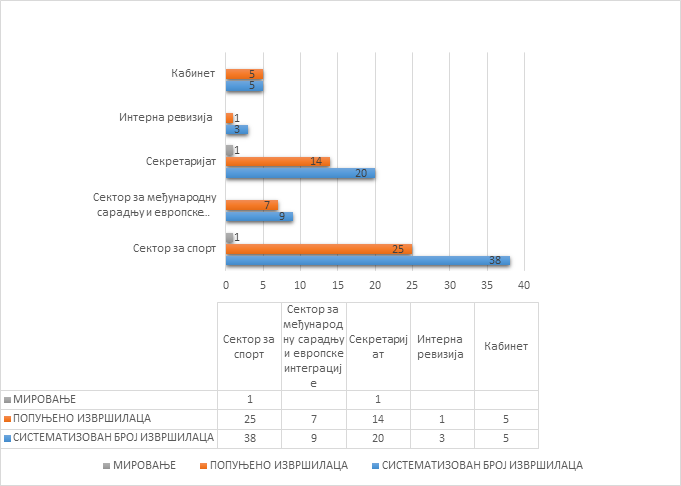 Кабинет
5
5
Интерна ревизија
1
3
Секретаријат
1
14
20
Сектор за међународну
сарадњу и европске...
7
9
Сектор за спорт
1
25
38
0 5 10 15 20 25 30 35 40
Сектор за
спорт
Сектор за
међународ
ну сарадњу
и европске
интеграциј
е
Секретариј
ат
Интерна
ревизија
Кабинет
МИРОВАЊЕ 1 1
ПОПУЊЕНО ИЗВРШИЛАЦА 25 7 14 1 5
СИСТЕМАТИЗОВАН БРОЈ ИЗВРШИЛАЦА 38 9 20 3 5
МИРОВАЊЕ ПОПУЊЕНО ИЗВРШИЛАЦА СИСТЕМАТИЗОВАН БРОЈ ИЗВРШИЛАЦА